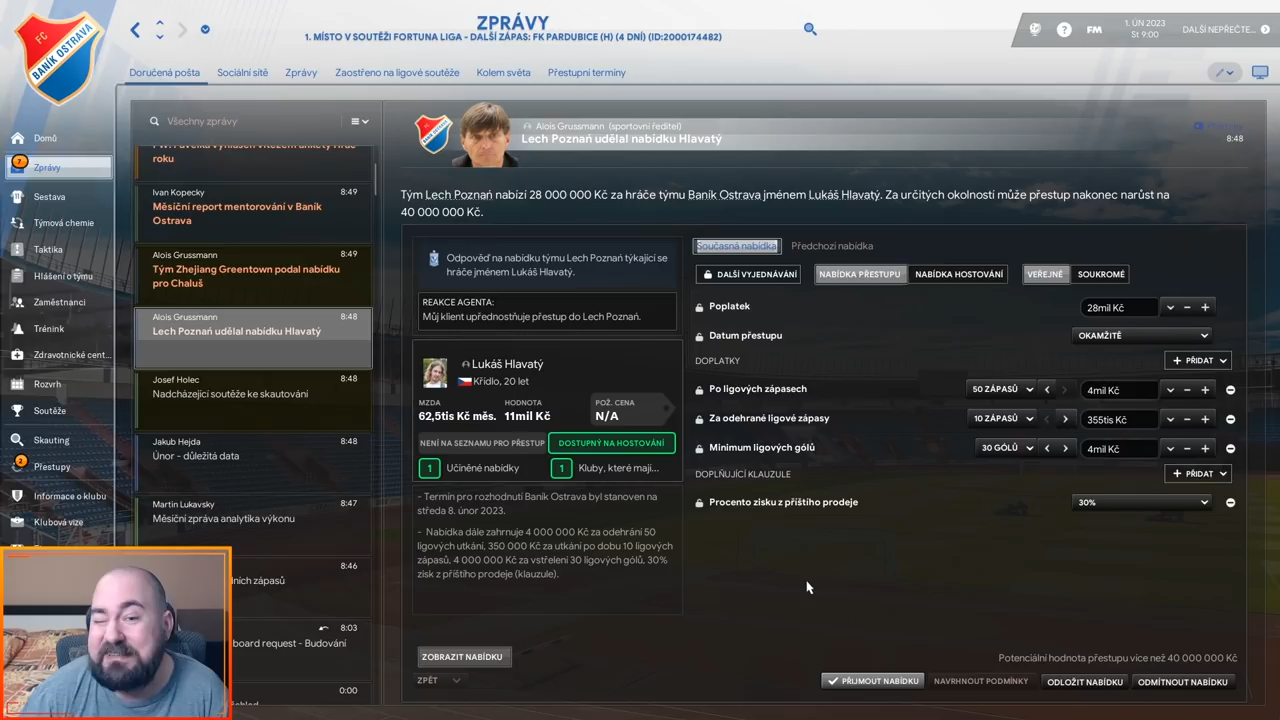 FC
BANÍK OSTRAVA
ZPRÁVY
1. MÍSTO V SOUTĚŽI FORTUNA LIGA - DALŠÍ ZÁPAS: FK PARDUBICE (H) (4 DNÍ) (ID:2000174482)
FM
1. ÚN 2023
St 9:00
DALŠÍ NEPŘEČTE...
Doručená pošta
Sociální sítě
Zprávy
Zaostřeno na ligové soutěže
Kolem světa
Přestupní termíny
Domů
7
Zprávy
Sestava
Týmová chemie
Taktika
Hlášení o týmu
Zaměstnanci
Trénink
Zdravotnické cent...
Rozvrh
Soutěže
Skauting
2
Přestupy
Informace o klubu
Klubová vize
Všechny zprávy
roku
Ivan Kopecky
8:49
Měsíční report mentorování v Baník
Ostrava
Alois Grussmann
8:49
Tým Zhejiang Greentown podal nabídku
pro Chaluš
Alois Grussmann
8:48
Lech Poznaň udělal nabídku Hlavatý
Josef Holec
8:48
Nadcházející soutěže ke skautování
Jakub Hejda
8:48
Únor - důležitá data
Martin Lukavsky
8:47
Měsíční zpráva analytika výkonu
8:46
dních zápasů
8:03
board request - Budování
0:00
Alois Grussmann (sportovní ředitel)
Lech Poznaň udělal nabídku Hlavatý
8:48
Tým Lech Poznaň nabízí 28 000 000 Kč za hráče týmu Baník Ostrava jménem Lukáš Hlavatý. Za určitých okolností může přestup nakonec narůst na
40 000 000 Kč.
Odpověď na nabídku týmu Lech Poznaň týkající se
hráče jménem Lukáš Hlavatý.
REAKCE AGENTA:
Můj klient upřednostňuje přestup do Lech Poznaň.
Lukáš Hlavatý
Křídlo, 20 let
MZDA
HODNOTA
POŽ. CENA
62,5tis Kč měs.
11mil Kč
N/A
NENÍ NA SEZNAMU PRO PŘESTUP
DOSTUPNÝ NA HOSTOVÁNÍ
1
Učiněné nabídky
1
Kluby, které mají...
- Termín pro rozhodnutí Baník Ostrava byl stanoven na
středa 8. únor 2023.
- Nabídka dále zahrnuje 4 000 000 Kč za odehrání 50
ligových utkání, 350 000 Kč za utkání po dobu 10 ligových
zápasů, 4 000 000 Kč za vstřelení 30 ligových gólů, 30%
zisk z příštího prodeje (klauzule).
ZOBRAZIT NABÍDKU
ZPĚT
Současná nabídka
Předchozí nabídka
DALŠÍ VYJEDNÁVÁNÍ
NABÍDKA PŘESTUPU
NABÍDKA HOSTOVÁNÍ
VEŘEJNÉ
SOUKROMÉ
Poplatek
28mil Kč
Datum přestupu
OKAMŽITĚ
DOPLATKY
+ PŘIDAT
Po ligových zápasech
50 ZÁPASŮ
4mil Kč
Za odehrané ligové zápasy
10 ZÁPASŮ
355tis Kč
Minimum ligových gólů
30 GÓLŮ
4mil Kč
DOPLŇUJÍCÍ KLAUZULE
+ PŘIDAT
Procento zisku z příštího prodeje
30%
Potenciální hodnota přestupu více než 40 000 000 Kč
PŘIJMOUT NABÍDKU
NAVRHNOUT PODMÍNKY
ODLOŽIT NABÍDKU
ODMÍTNOUT NABÍDKU